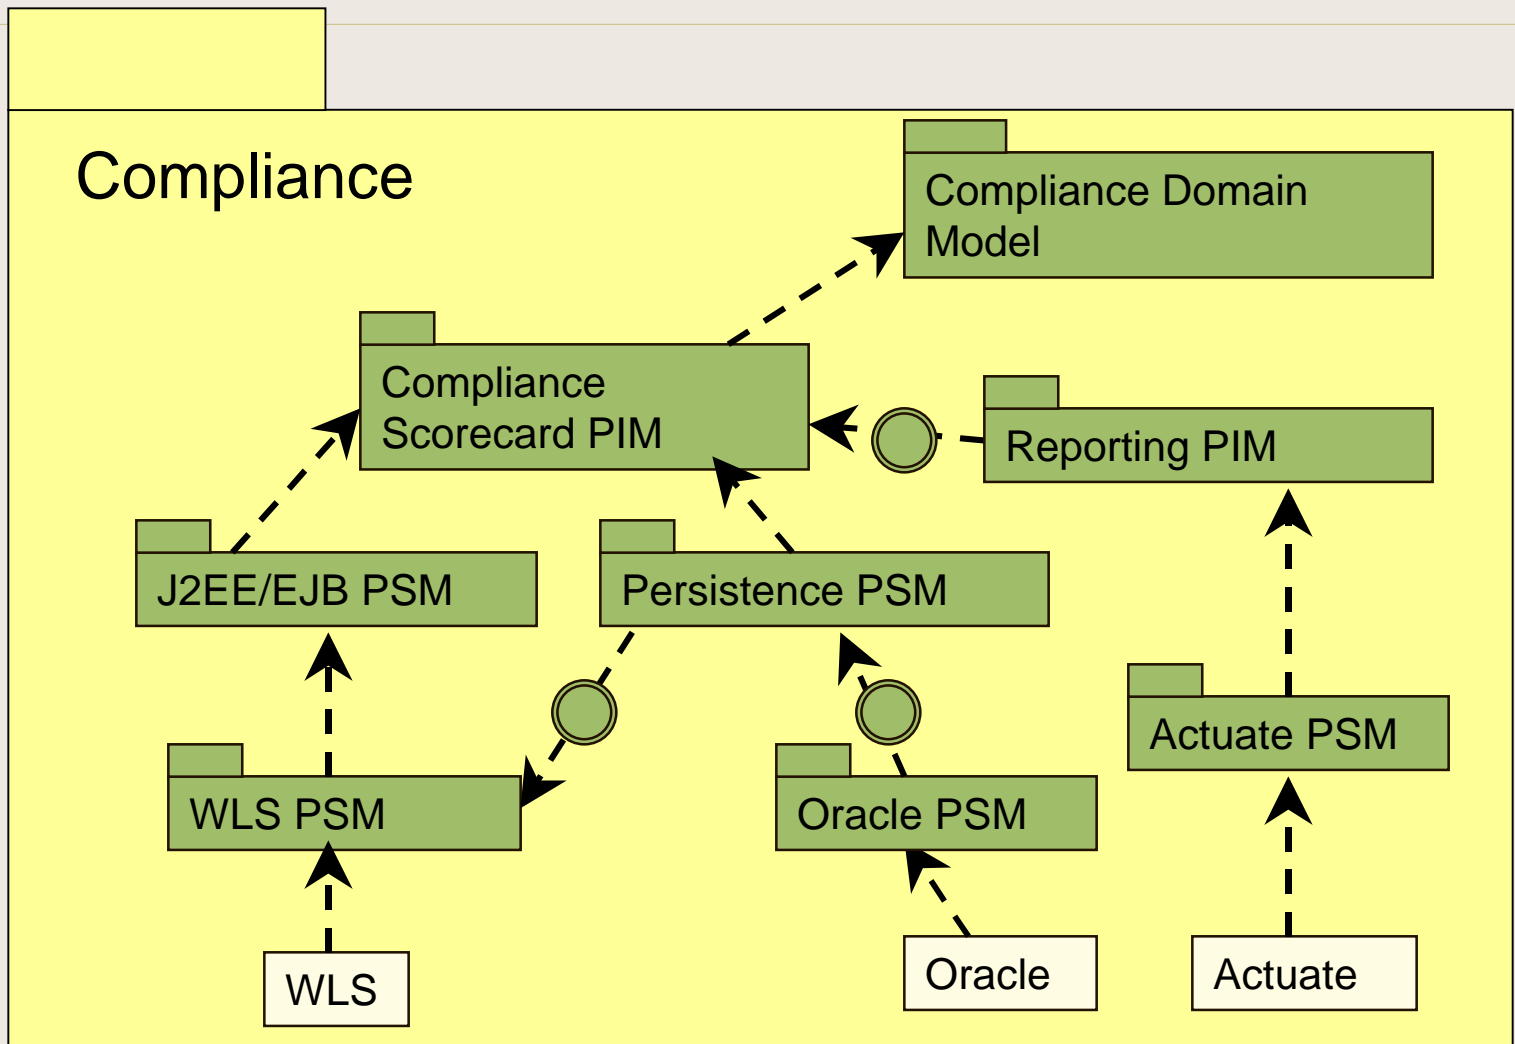 Compliance
Compliance Domain
Model
Compliance
Scorecard PIM
Reporting PIM
J2EE/EJB PSM
Persistence PSM
Actuate PSM
WLS PSM
Oracle PSM
WLS
Oracle
Actuate